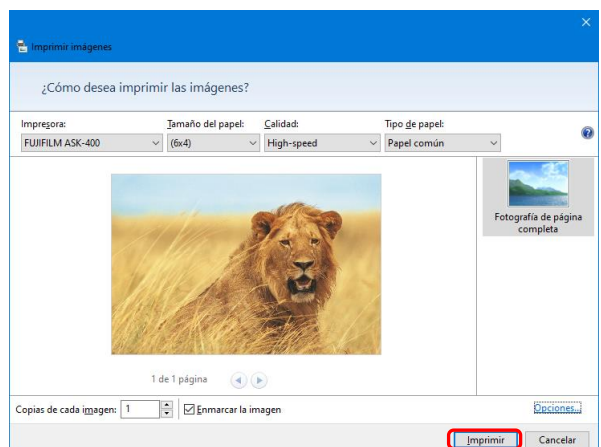 Imprimir imágenes
¿Cómo desea imprimir las imágenes?
Impresora: Tamaño del papel: Calidad: Tipo de papel:
FUJIFILM ASK-400 (6x4) High-speed Papel común
Fotografía de página
completa
1 de 1 página
Copias de cada imagen: 1 Enmarcar la imagen Opciones...
Imprimir Cancelar